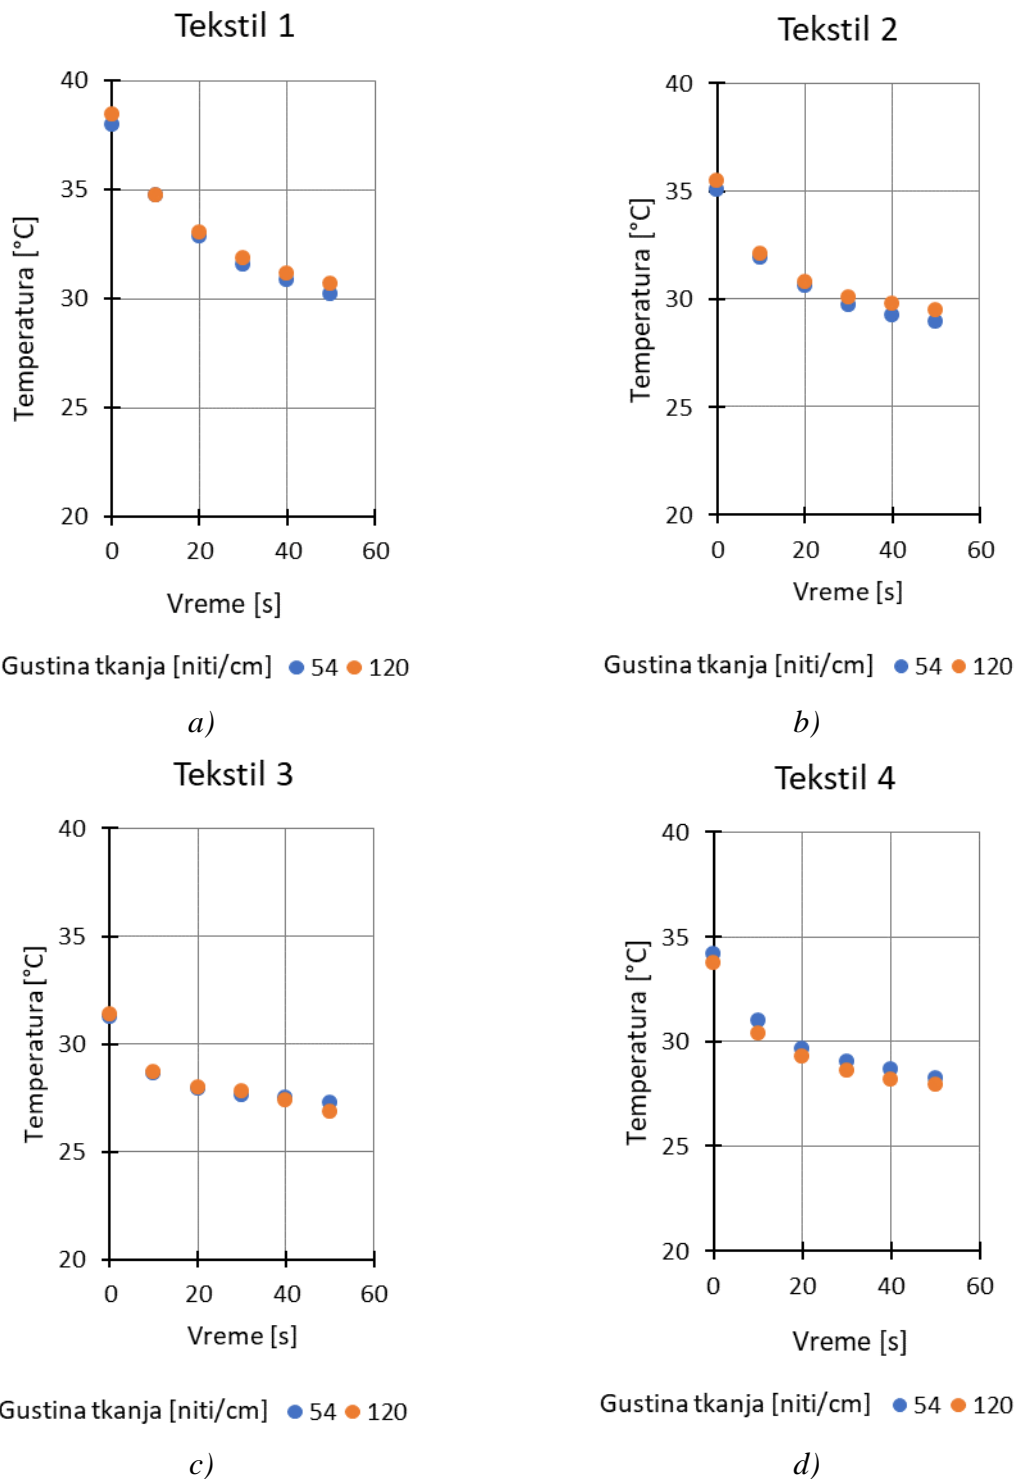 Tekstil 1
40
35
30
25
20
0 20 40 60
Temperatura [°C]
Vreme [s]
Gustina tkanja [niti/cm] 54 120
a)
Tekstil 2
40
35
30
25
20
0 20 40 60
Temperatura [°C]
Vreme [s]
Gustina tkanja [niti/cm] 54 120
b)
Tekstil 3
40
35
30
25
20
0 20 40 60
Temperatura [°C]
Vreme [s]
Gustina tkanja [niti/cm] 54 120
c)
Tekstil 4
40
35
30
25
20
0 20 40 60
Temperatura [°C]
Vreme [s]
Gustina tkanja [niti/cm] 54 120
d)